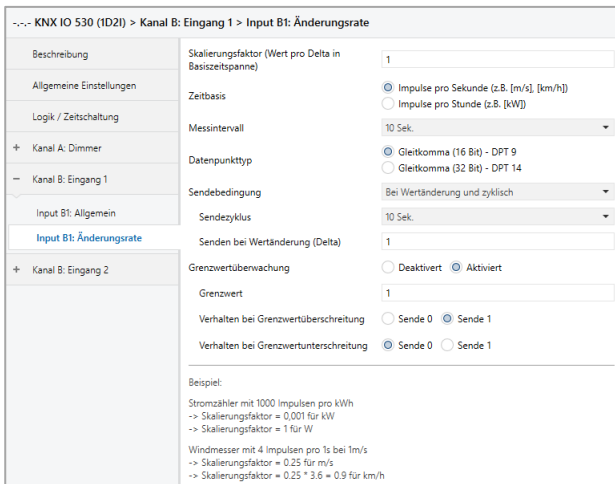 -.-.- KNX IO 530 (1D2I) > Kanal B: Eingang 1 > Input B1: Änderungsrate
Beschreibung
Allgemeine Einstellungen
Logik / Zeitschaltung
+ Kanal A: Dimmer
− Kanal B: Eingang 1
Input B1: Allgemein
Input B1: Änderungsrate
+ Kanal B: Eingang 2
Skalierungsfaktor (Wert pro Delta in
Basiszeitspanne)
1
Zeitbasis
Impulse pro Sekunde (z.B. [m/s], [km/h])
Impulse pro Stunde (z.B. [kW])
Messintervall
10 Sek.
Datenpunkttyp
Gleitkomma (16 Bit) - DPT 9
Gleitkomma (32 Bit) - DPT 14
Sendebedingung
Bei Wertänderung und zyklisch
Sendezyklus
10 Sek.
Senden bei Wertänderung (Delta)
1
Grenzwertüberwachung
Deaktivert Aktiviert
Grenzwert
1
Verhalten bei Grenzwertüberschreitung
Sende 0 Sende 1
Verhalten bei Grenzwertunterschreitung
Sende 0 Sende 1
Beispiel:
Stromzähler mit 1000 Impulsen pro kWh
-> Skalierungsfaktor = 0,001 für kW
-> Skalierungsfaktor = 1 für W
Windmesser mit 4 Impulsen pro 1s bei 1m/s
-> Skalierungsfaktor = 0.25 für m/s
-> Skalierungsfaktor = 0.25 * 3.6 = 0.9 für km/h